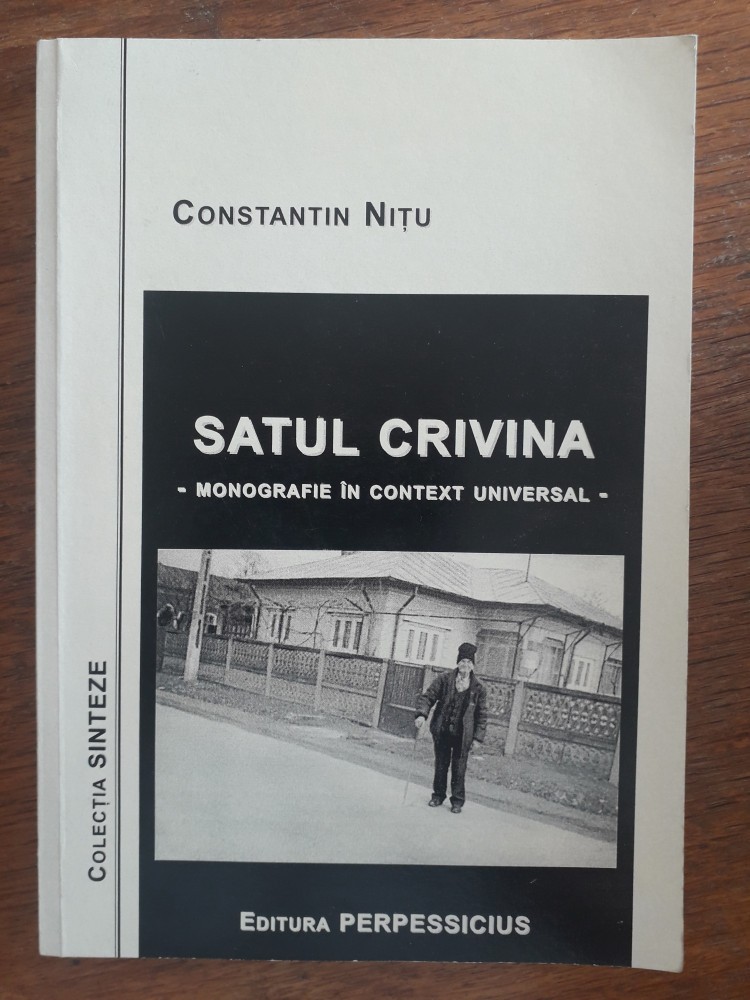 CONSTANTIN NIȚU
SATUL CRIVINA
- MONOGRAFIE ÎN CONTEXT UNIVERSAL -
COLECȚIA SINTEZE
EDITURA PERPESSICIUS